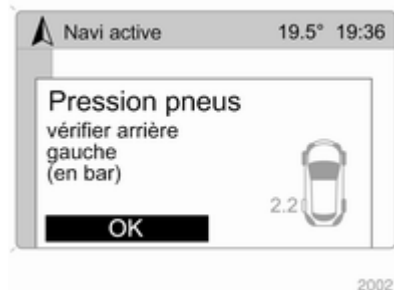 Navi active 19.5° 19:36
Pression pneus
vérifier arrière
gauche
(en bar)
2.2
OK
2002